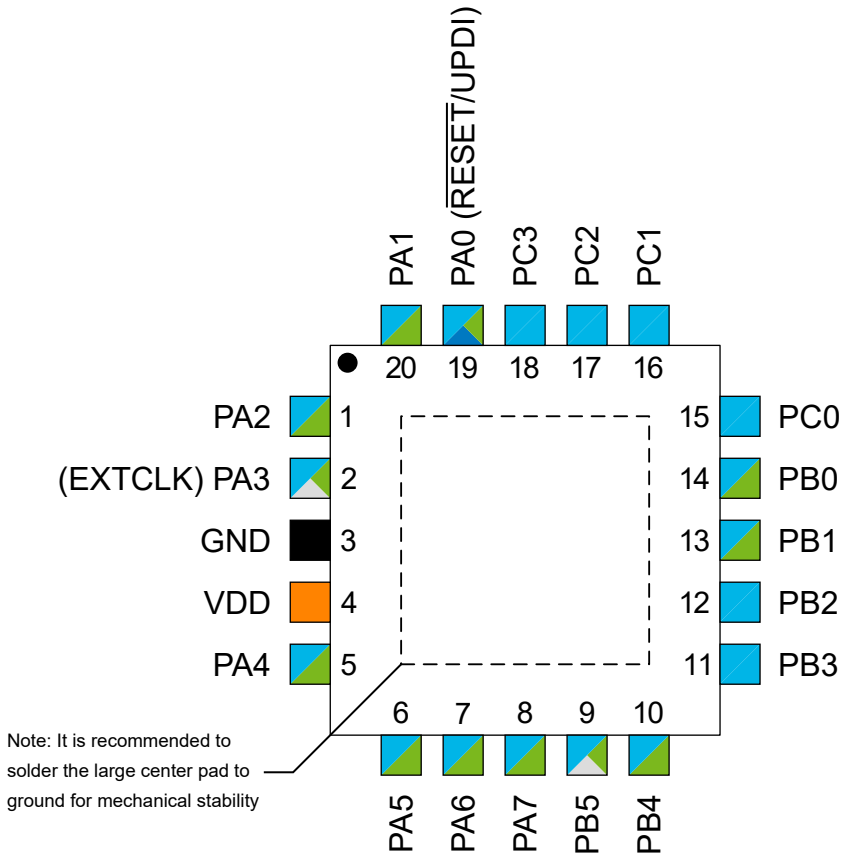 PA1
PA0 (RESET/UPDI)
PC3
PC2
PC1
20 19 18 17 16
PA2 1
(EXTCLK) PA3 2
GND 3
VDD 4
PA4 5
15 PC0
14 PB0
13 PB1
12 PB2
11 PB3
6 7 8 9 10
PA5
PA6
PA7
PB5
PB4
Note: It is recommended to
solder the large center pad to
ground for mechanical stability